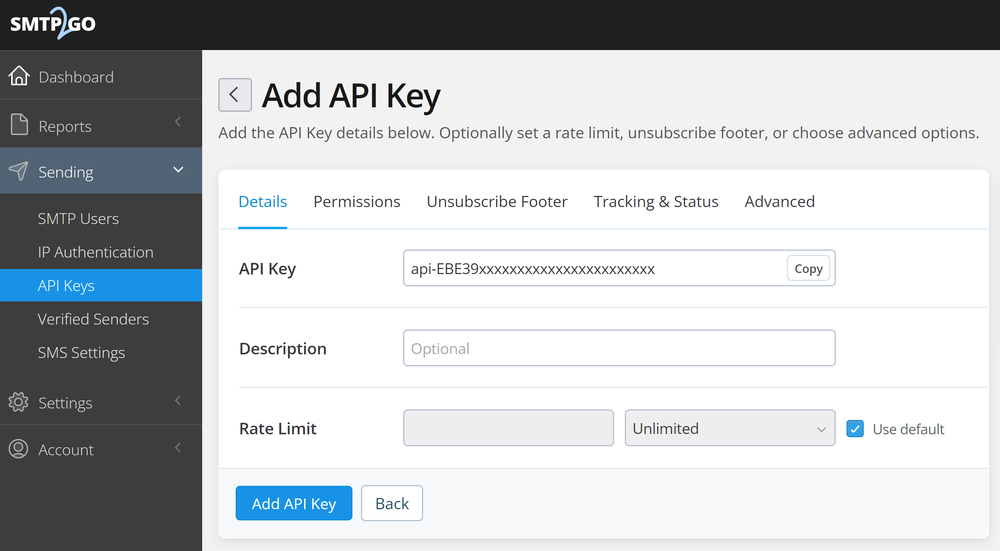 SMTP2GO
Dashboard
Reports
Sending
SMTP Users
IP Authentication
API Keys
Verified Senders
SMS Settings
Settings
Account
Add API Key
Add the API Key details below. Optionally set a rate limit, unsubscribe footer, or choose advanced options.
Details Permissions Unsubscribe Footer Tracking & Status Advanced
API Key api-EBE39xxxxxxxxxxxxxxxxxxxxxxx Copy
Description Optional
Rate Limit Unlimited Use default
Add API Key Back